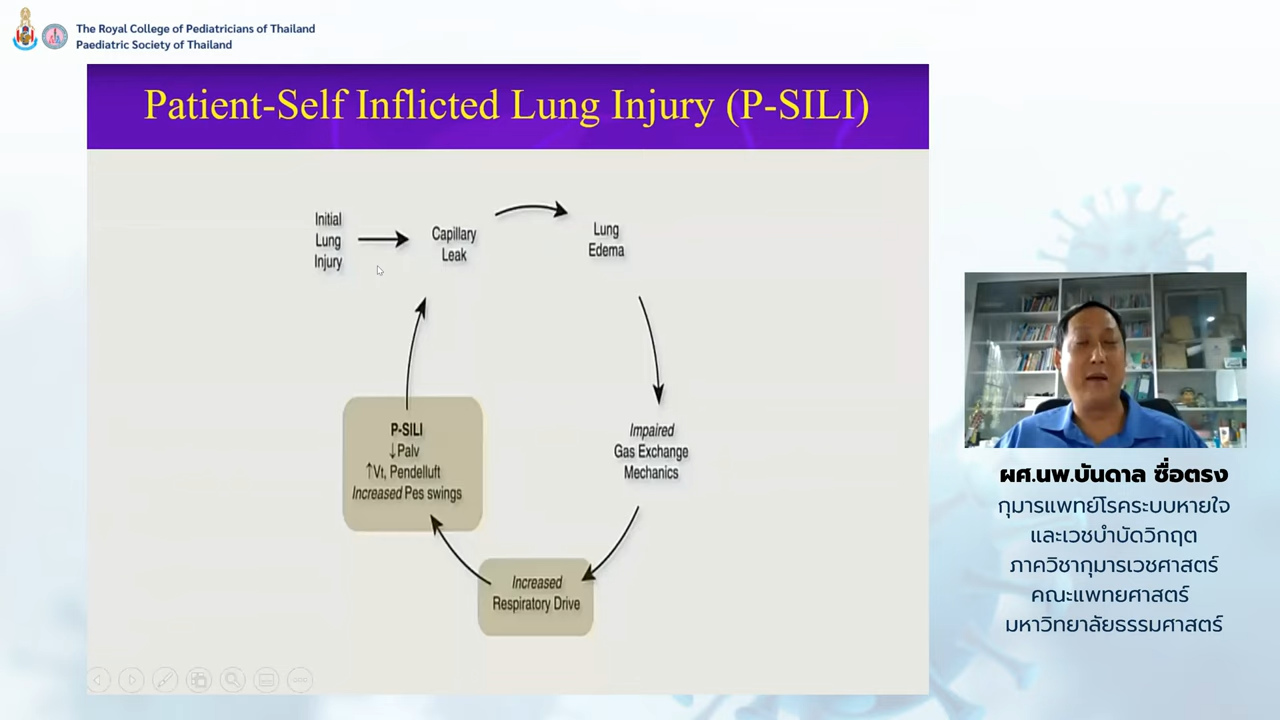 The Royal College of Pediatricians of Thailand
Paediatric Society of Thailand
Patient-Self Inflicted Lung Injury (P-SILI)
Initial
Lung
Injury
Capillary
Leak
Lung
Edema
Impaired
Gas Exchange
Mechanics
Increased
Respiratory Drive
P-SILI
↓Palv
↑Vt, Pendelluft
Increased Pes swings
ผศ.นพ.บันดาล ซื่อตรง
กุมารแพทย์โรคระบบหายใจ
และเวชบำบัดวิกฤต
ภาควิชากุมารเวชศาสตร์
คณะแพทยศาสตร์
มหาวิทยาลัยธรรมศาสตร์